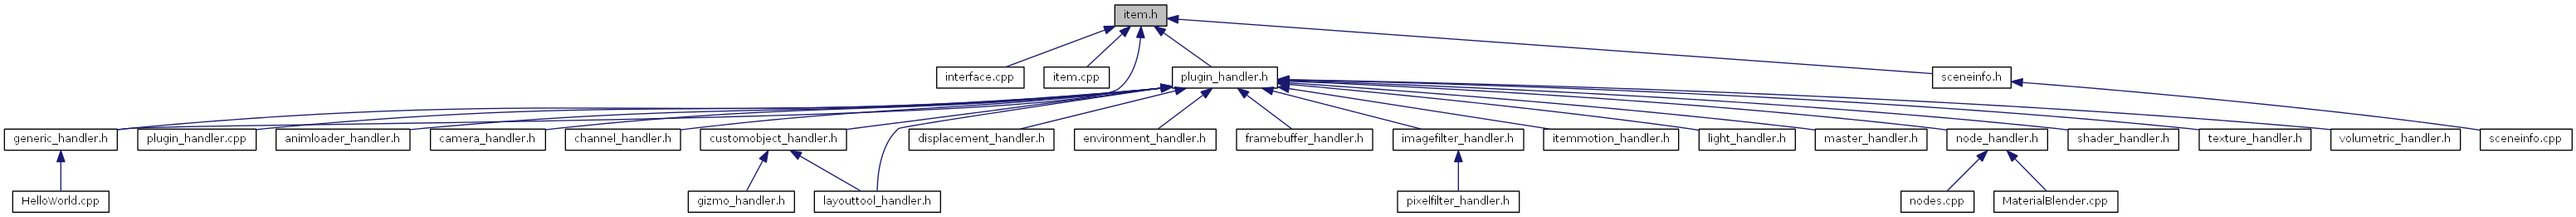 item.h
interface.cpp
item.cpp
plugin_handler.h
sceneinfo.h
generic_handler.h
plugin_handler.cpp
animloader_handler.h
camera_handler.h
channel_handler.h
customobject_handler.h
displacement_handler.h
environment_handler.h
framebuffer_handler.h
imagefilter_handler.h
itemmotion_handler.h
light_handler.h
master_handler.h
node_handler.h
shader_handler.h
texture_handler.h
volumetric_handler.h
sceneinfo.cpp
HelloWorld.cpp
gizmo_handler.h
layouttool_handler.h
pixelfilter_handler.h
nodes.cpp
MaterialBlender.cpp